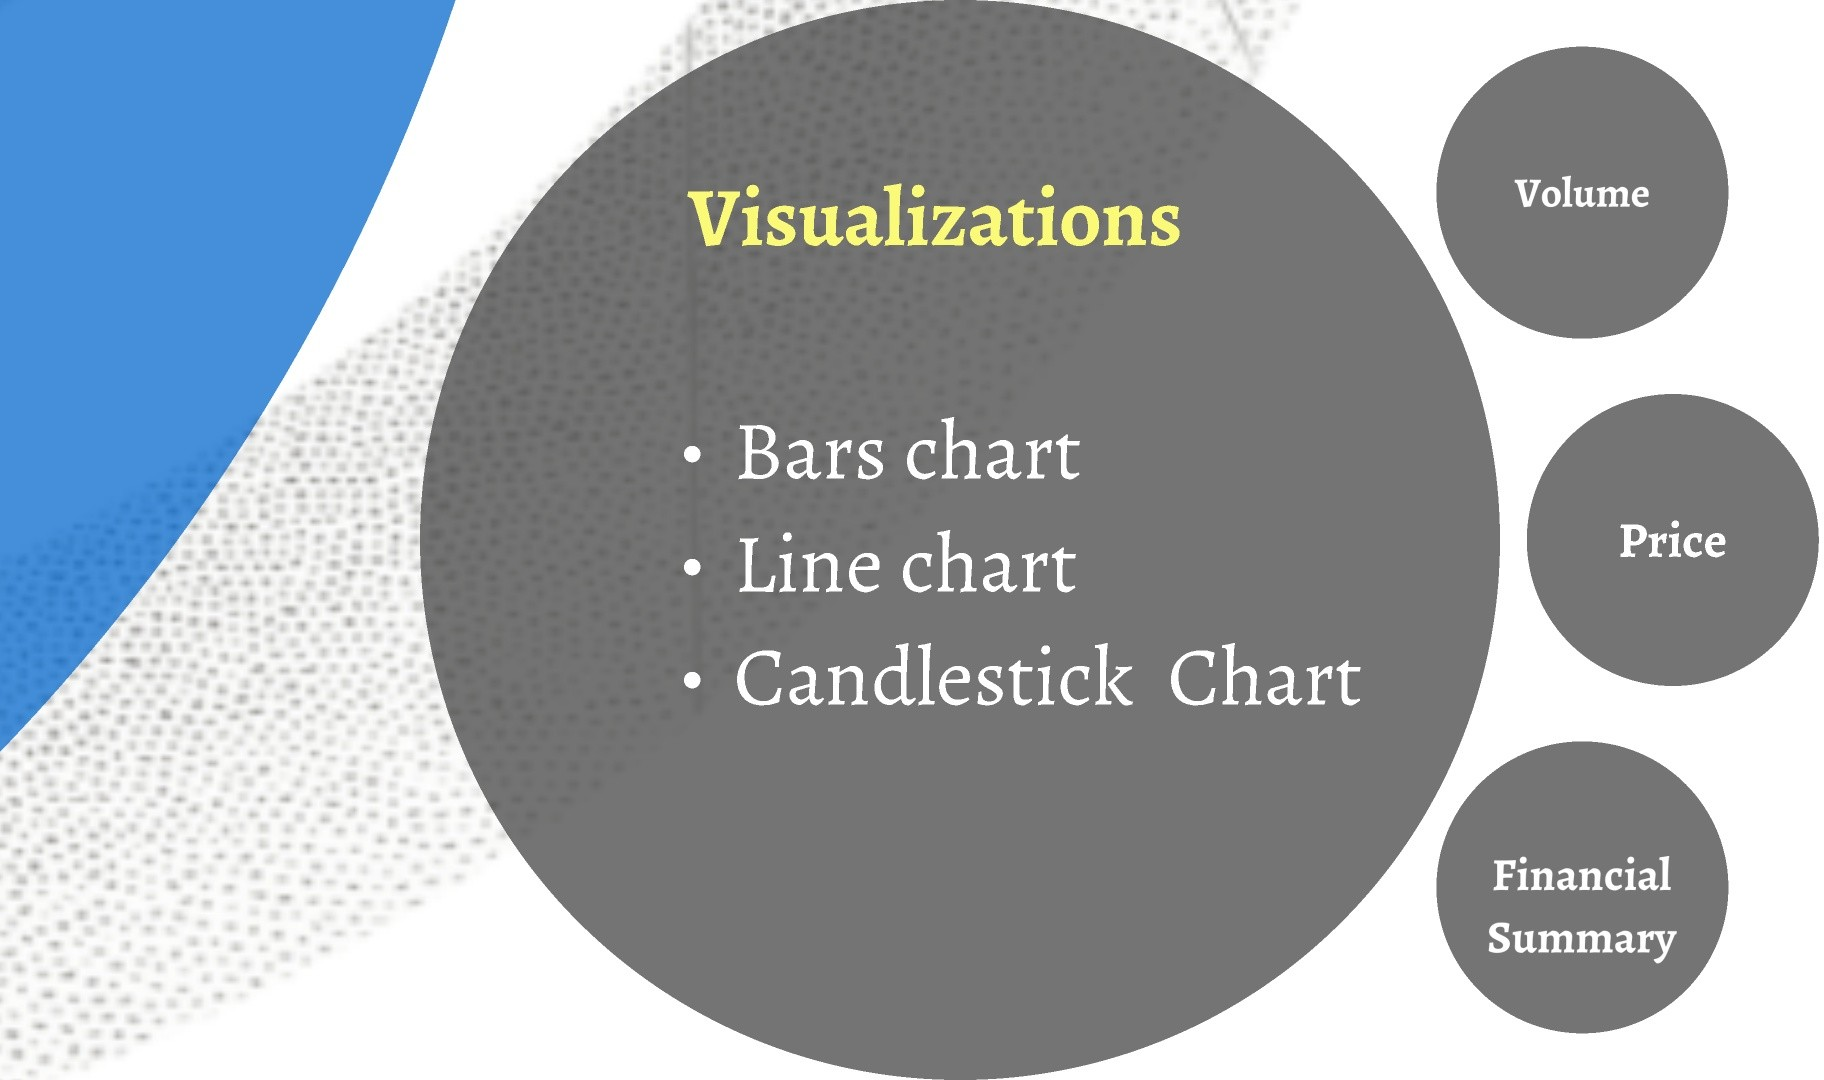 Visualizations
• Bars chart
• Line chart
• Candlestick  Chart
Volume
Price
Financial
Summary